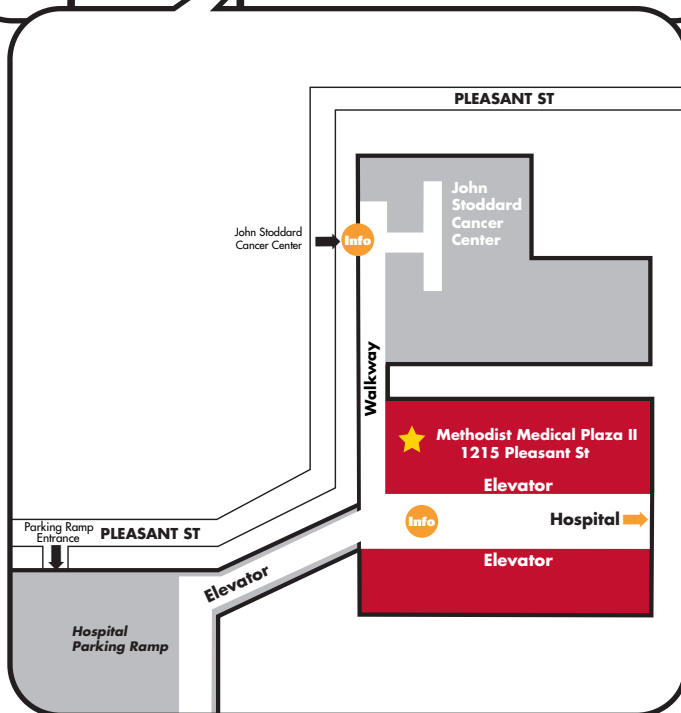 PLEASANT ST
John
Stoddard
Cancer
Center
John Stoddard
Cancer Center
Info
Walkway
Methodist Medical Plaza II
1215 Pleasant St
Elevator
Info
Hospital
Elevator
Parking Ramp
Entrance
PLEASANT ST
Elevator
Hospital
Parking Ramp